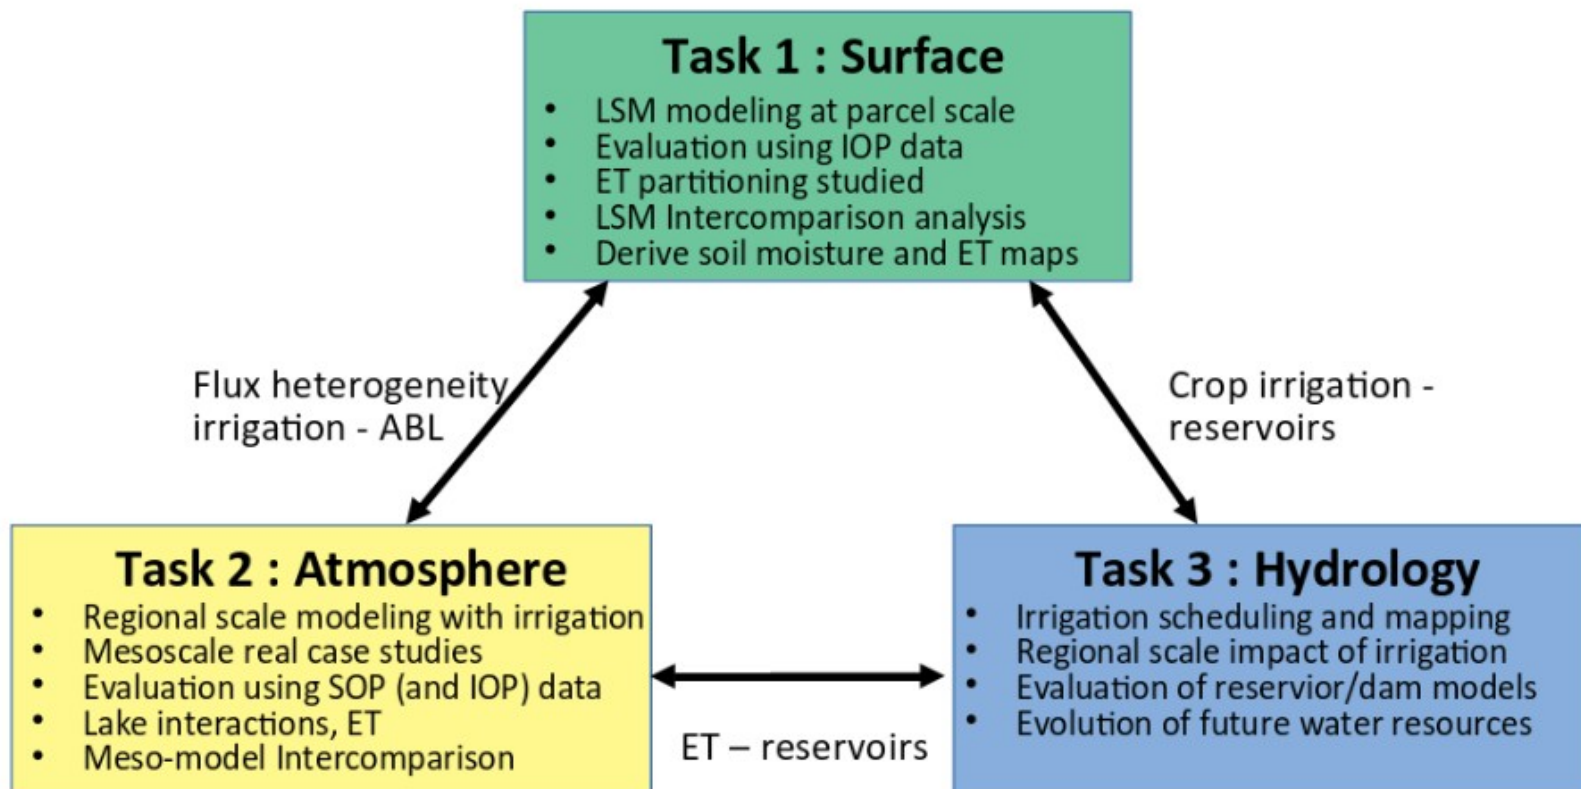 Task 1 : Surface
• LSM modeling at parcel scale
• Evaluation using IOP data
• ET partitioning studied
• LSM Intercomparison analysis
• Derive soil moisture and ET maps
Flux heterogeneity
irrigation - ABL
Crop irrigation -
reservoirs
Task 2 : Atmosphere
• Regional scale modeling with irrigation
• Mesoscale real case studies
• Evaluation using SOP (and IOP) data
• Lake interactions, ET
• Meso-model Intercomparison
ET – reservoirs
Task 3 : Hydrology
• Irrigation scheduling and mapping
• Regional scale impact of irrigation
• Evaluation of reservior/dam models
• Evolution of future water resources